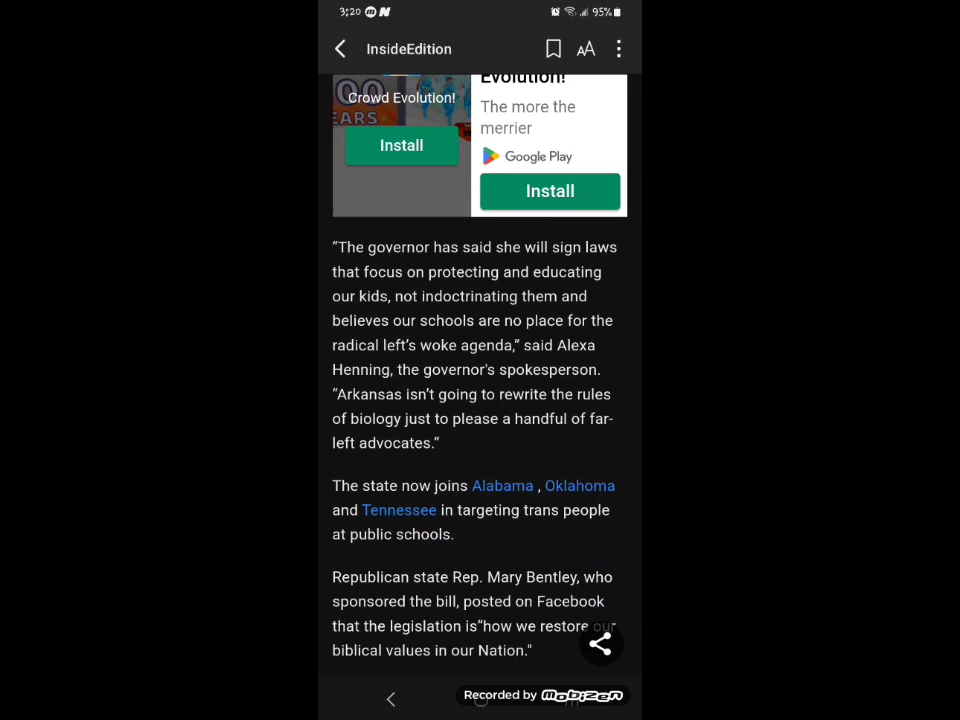 3:20
95%
InsideEdition
AA
Evolution!
Crowd Evolution!
The more the
merrier
00
EARS
Install
Google Play
Install
“The governor has said she will sign laws
that focus on protecting and educating
our kids, not indoctrinating them and
believes our schools are no place for the
radical left’s woke agenda,” said Alexa
Henning, the governor's spokesperson.
“Arkansas isn’t going to rewrite the rules
of biology just to please a handful of far-
left advocates.”
The state now joins Alabama , Oklahoma
and Tennessee in targeting trans people
at public schools.
Republican state Rep. Mary Bentley, who
sponsored the bill, posted on Facebook
that the legislation is“how we restore our
biblical values in our Nation."
Recorded by mobizen